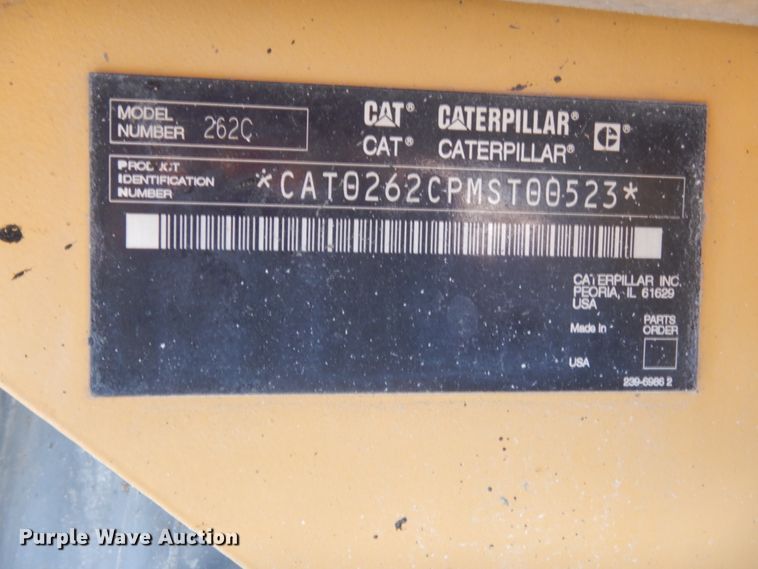 MODEL NUMBER 262C
CAT® CATERPILLAR® ®
CAT® CATERPILLAR®
PRODUCT IDENTIFICATION NUMBER *CAT0262CPMST00523*
CATERPILLAR INC.
PEORIA, IL 61629
USA
Made in
PARTS ORDER
USA
239-6986 2
Purple Wave Auction